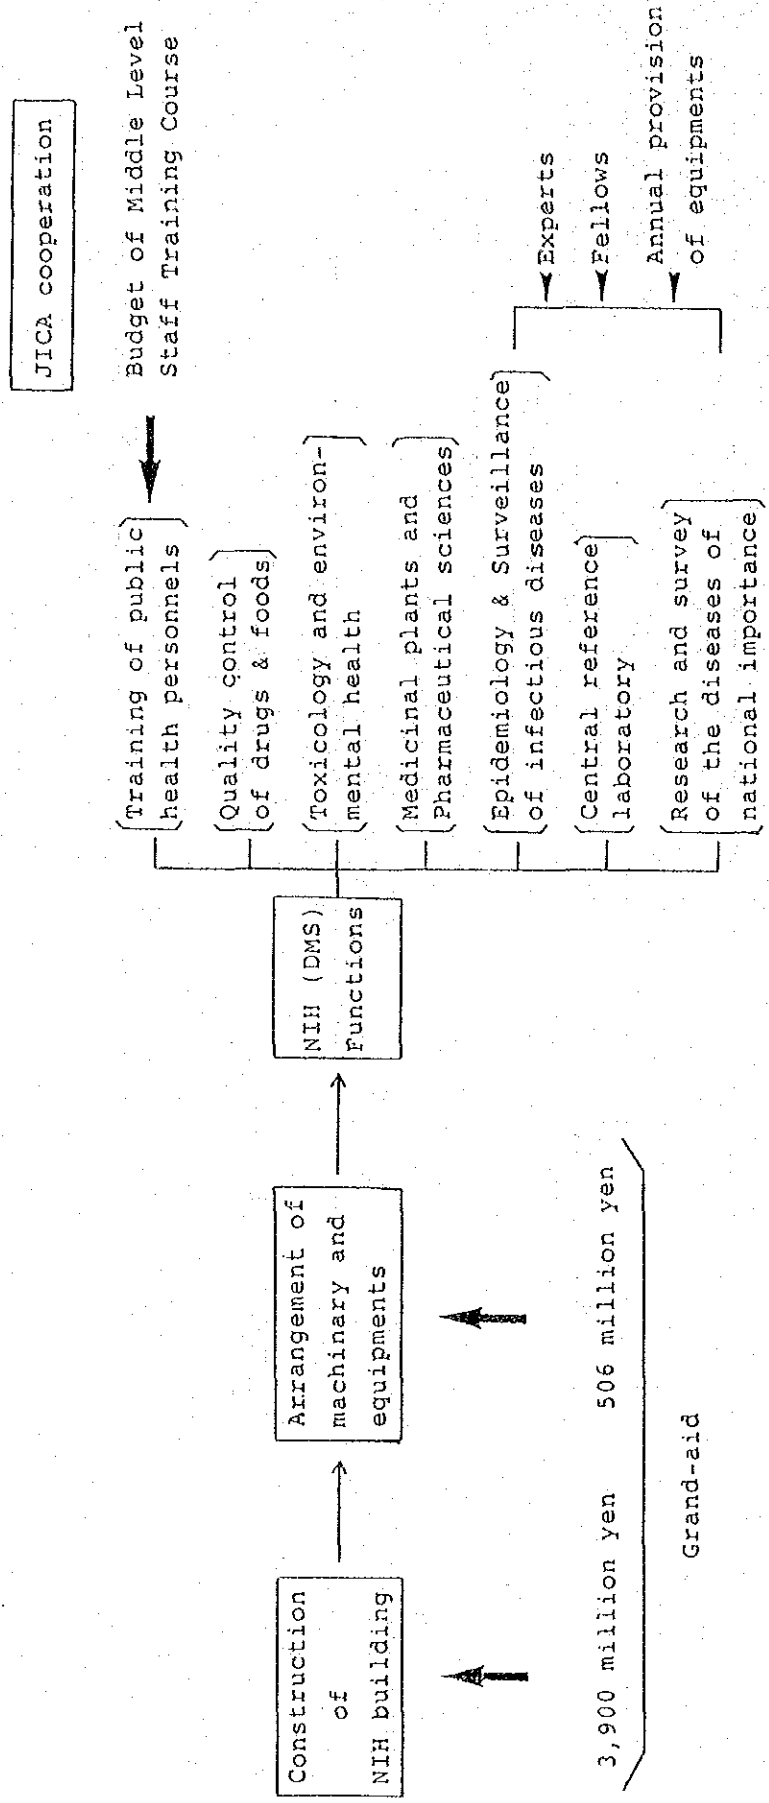 JICA cooperation
Budget of Middle Level
Staff Training Course
Training of public
health personnels
Quality control
of drugs & foods
Toxicology and environ-
mental health
Medicinal plants and
Pharmaceutical sciences
Epidemiology & Surveillance
of infectious diseases
Central reference
laboratory
Research and survey
of the diseases of
national importance
Experts
Fellows
Annual provision
of equipments
NIH (DMS)
Functions
Arrangement of
machinary and
equipments
Construction
of
NIH building
3,900 million yen
506 million yen
Grand-aid